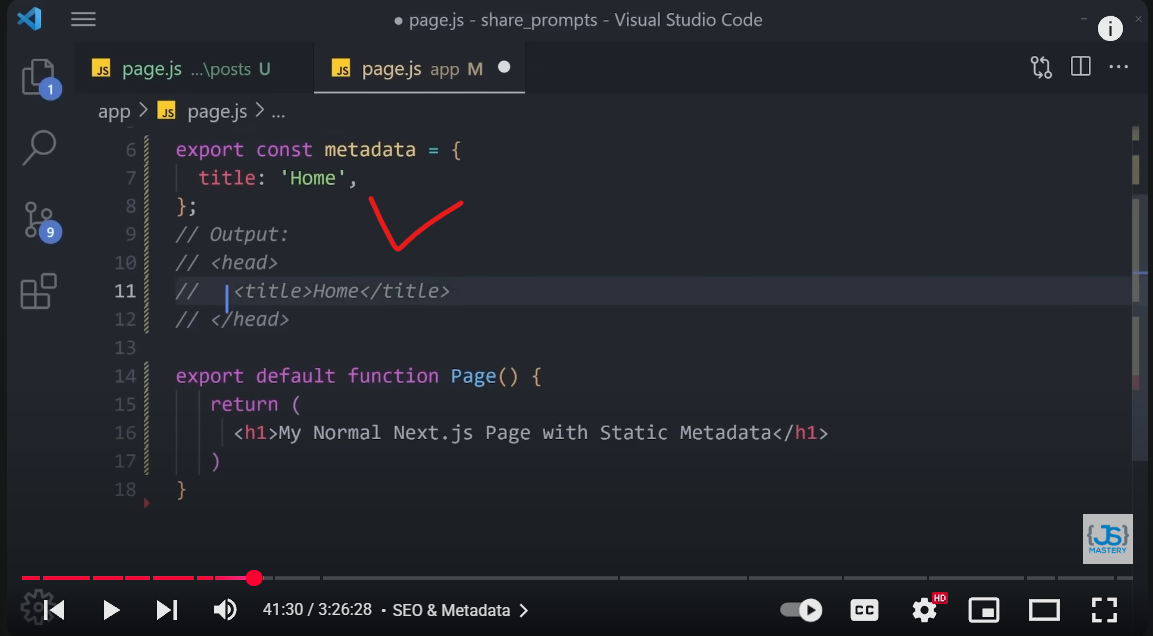 ● page.js - share_prompts - Visual Studio Code
JS page.js ...\posts U
JS page.js app M ●
1
app > JS page.js > ...
6 export const metadata = {
7 title: 'Home',
8 };
9 // Output:
10 // <head>
11 // <title>Home</title>
12 // </head>
13
14 export default function Page() {
15 return (
16 <h1>My Normal Next.js Page with Static Metadata</h1>
17 )
18 }
9
{JS}
MASTERY
41:30 / 3:26:28 • SEO & Metadata >
CC
HD